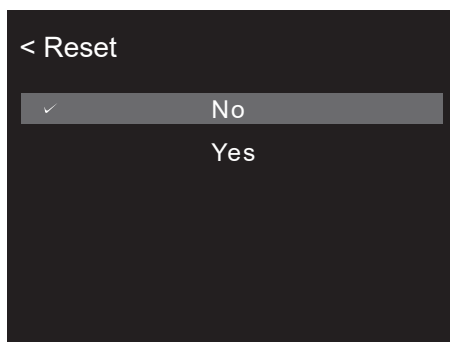 < Reset
No
Yes